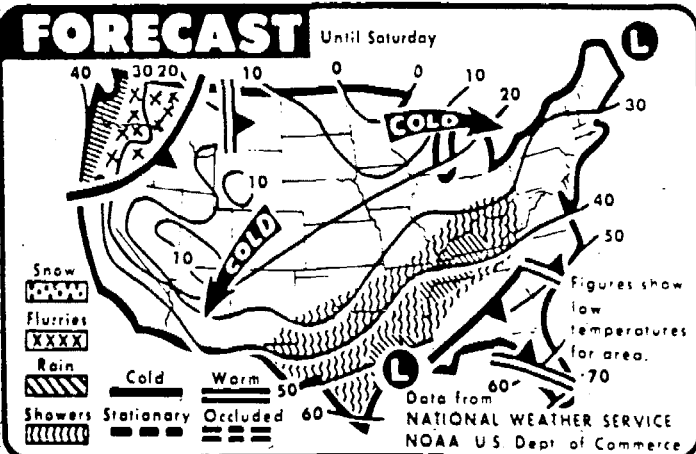 FORECAST
Until Saturday
L
40 30 20 10 0 0 10 20 30
COLD
10
40
50
COLD
10
Snow
Flurries
Rain
Showers
Cold Warm
Stationary Occluded
Figures show
low
temperatures
for area.
L
50
60
60
70
Data from
NATIONAL WEATHER SERVICE
NOAA U.S. Dept of Commerce